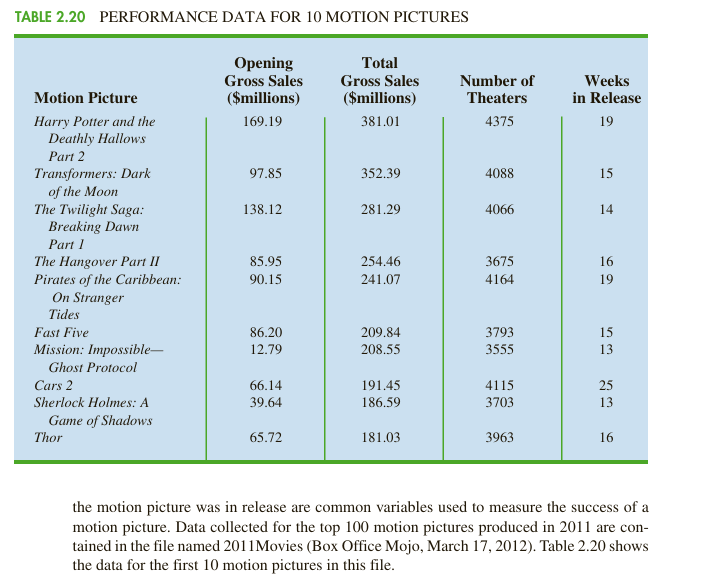 TABLE 2.20 PERFORMANCE DATA FOR 10 MOTION PICTURES
Opening Total
Gross Sales Gross Sales Number of Weeks
Motion Picture ($millions) ($millions) Theaters in Release
Harry Potter and the 169.19 381.01 4375 19
Deathly Hallows
Part 2
Transformers: Dark 97.85 352.39 4088 15
of the Moon
The Twilight Saga: 138.12 281.29 4066 14
Breaking Dawn
Part 1
The Hangover Part II 85.95 254.46 3675 16
Pirates of the Caribbean: 90.15 241.07 4164 19
On Stranger
Tides
Fast Five 86.20 209.84 3793 15
Mission: Impossible— 12.79 208.55 3555 13
Ghost Protocol
Cars 2 66.14 191.45 4115 25
Sherlock Holmes: A 39.64 186.59 3703 13
Game of Shadows
Thor 65.72 181.03 3963 16
the motion picture was in release are common variables used to measure the success of a
motion picture. Data collected for the top 100 motion pictures produced in 2011 are con-
tained in the file named 2011Movies (Box Office Mojo, March 17, 2012). Table 2.20 shows
the data for the first 10 motion pictures in this file.